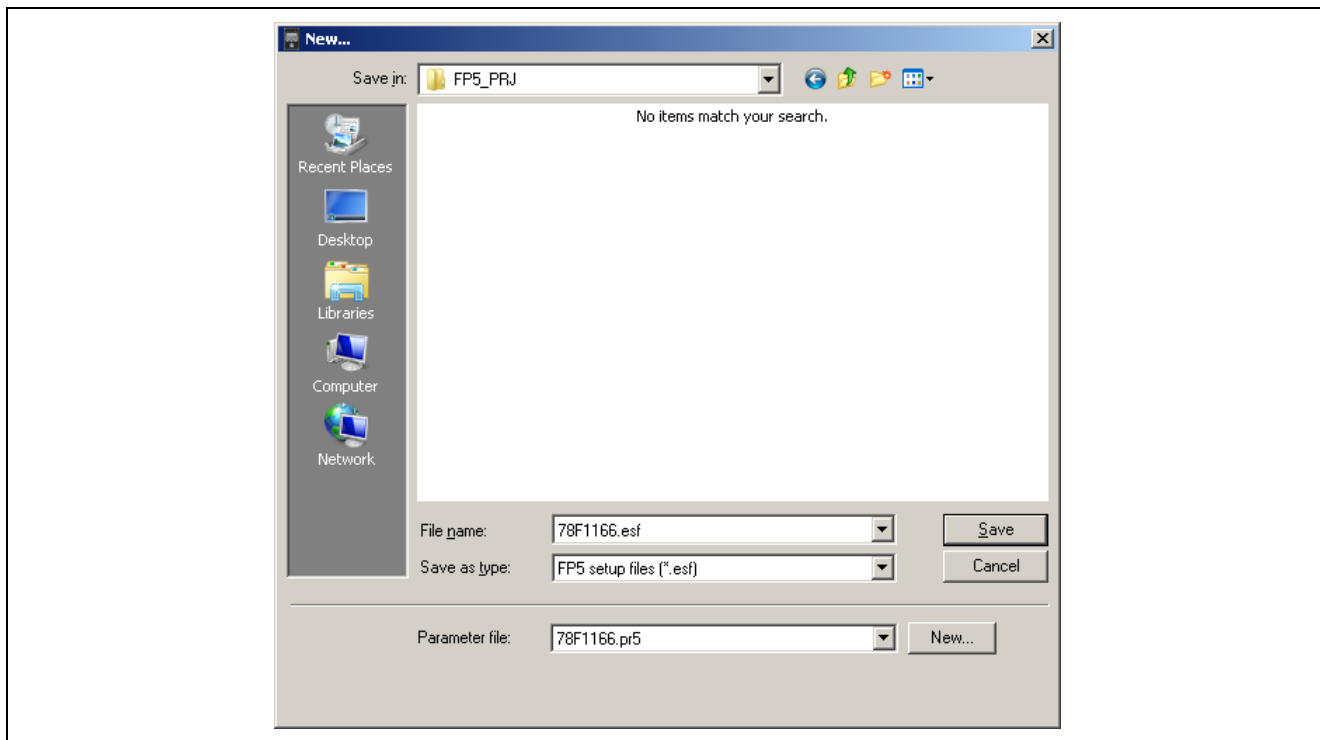 New...
Save in: FP5_PRJ
No items match your search.
Recent Places
Desktop
Libraries
Computer
Network
File name: 78F1166.esf Save
Save as type: FP5 setup files (*.esf) Cancel
Parameter file: 78F1166.pr5 New...